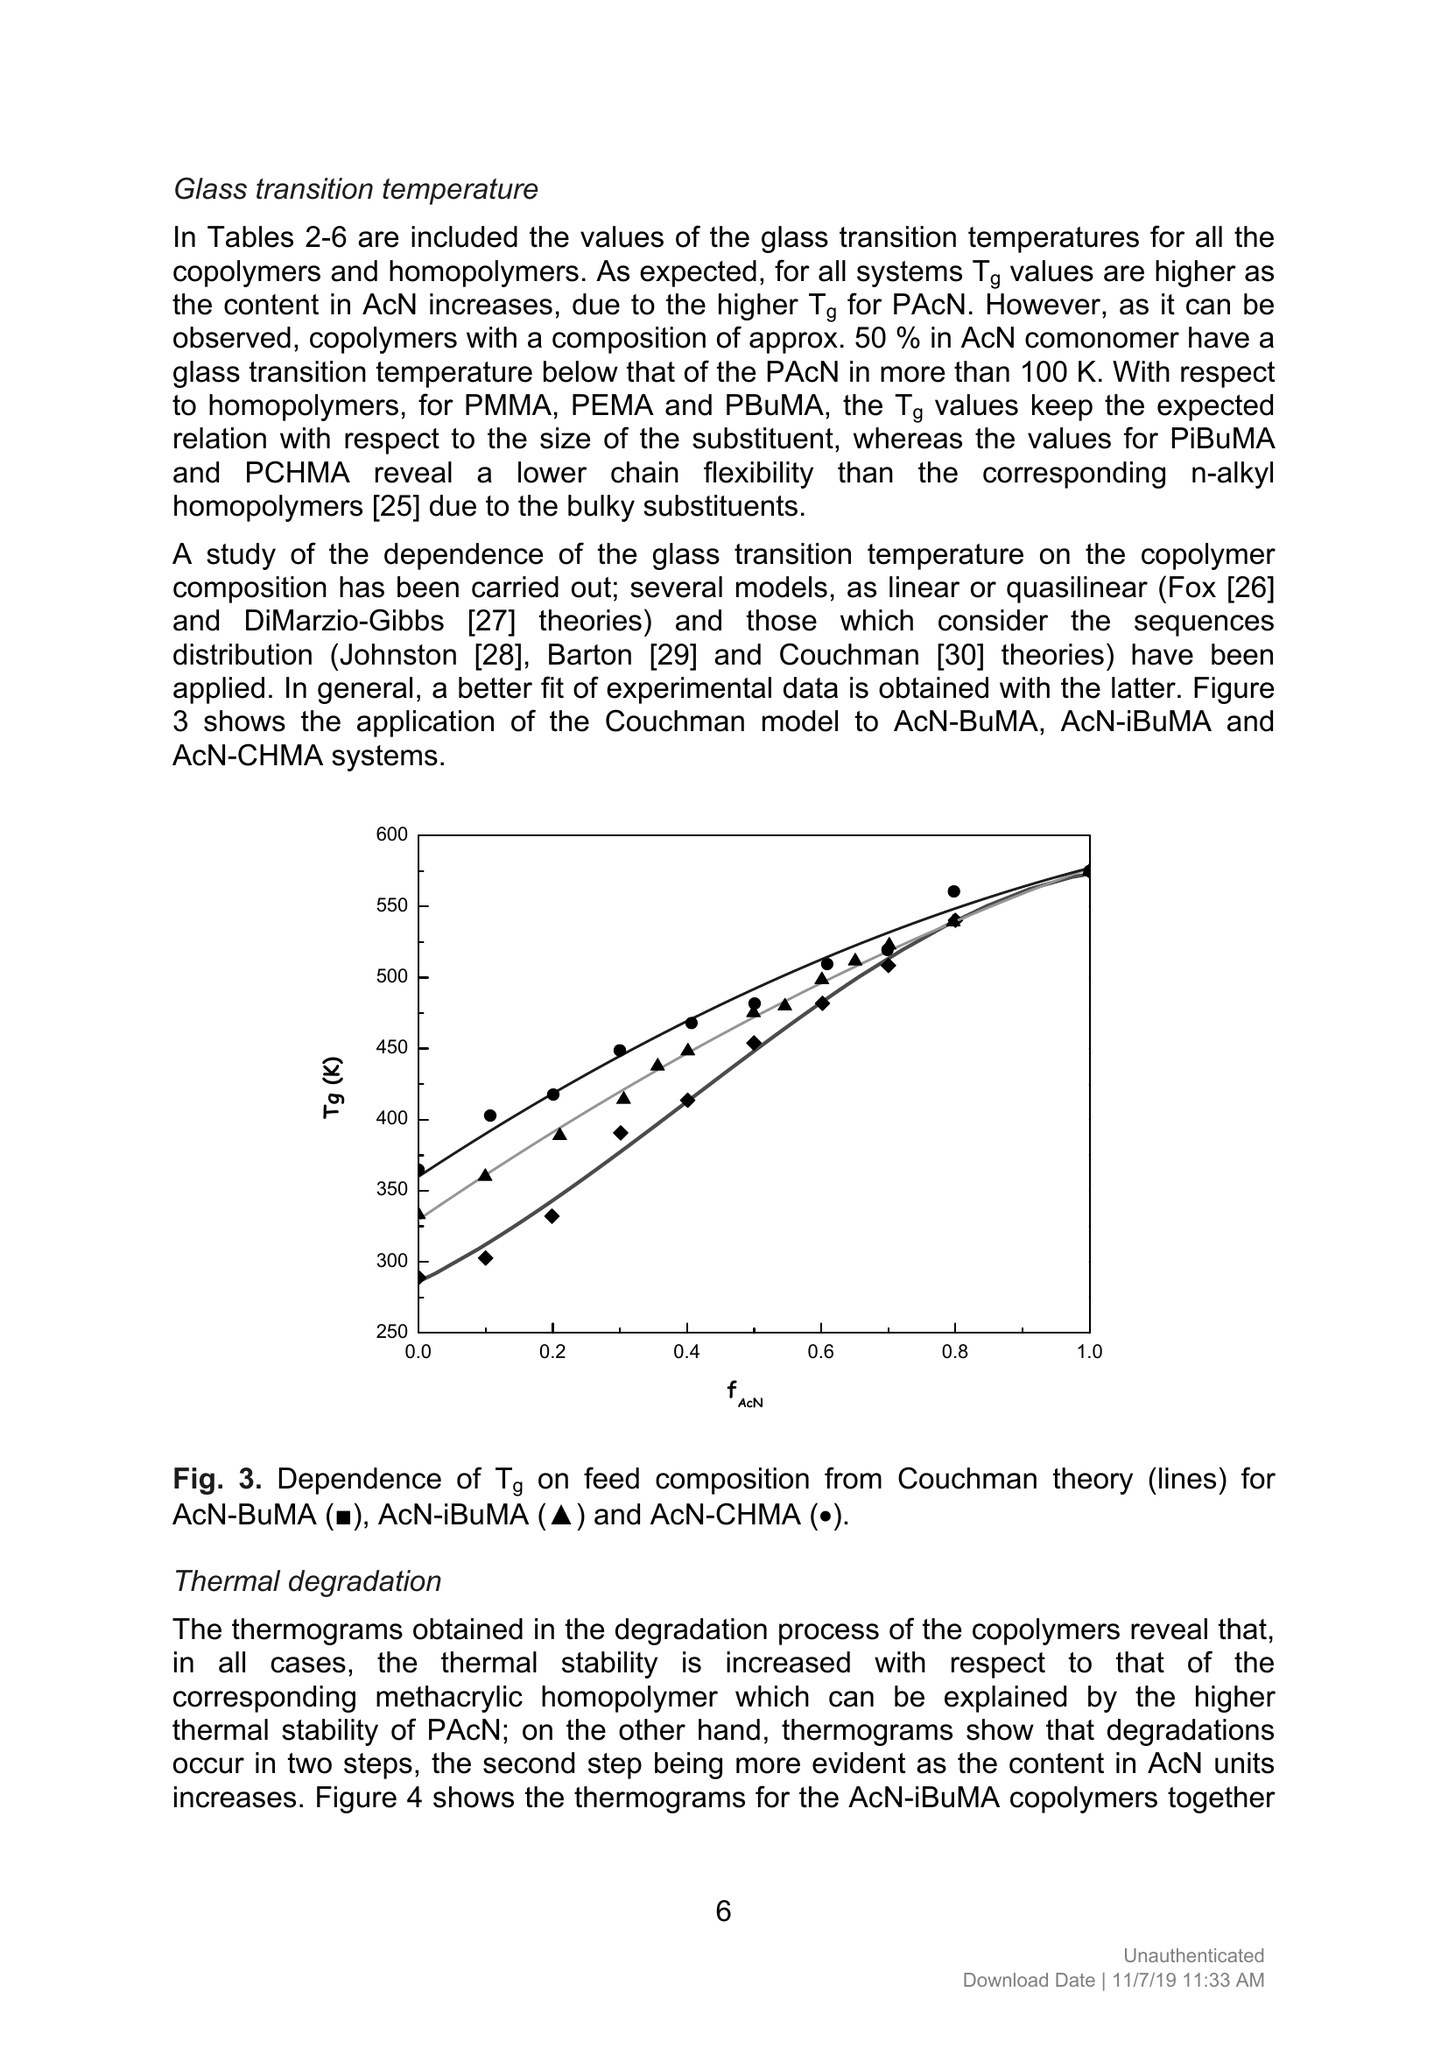 Glass transition temperature
In Tables 2-6 are included the values of the glass transition temperatures for all the
copolymers and homopolymers. As expected, for all systems Tg values are higher as
the content in AcN increases, due to the higher Tg for PAcN. However, as it can be
observed, copolymers with a composition of approx. 50 % in AcN comonomer have a
glass transition temperature below that of the PAcN in more than 100 K. With respect
to homopolymers, for PMMA, PEMA and PBuMA, the Tg values keep the expected
relation with respect to the size of the substituent, whereas the values for PiBuMA
and PCHMA reveal a lower chain flexibility than the corresponding n-alkyl
homopolymers [25] due to the bulky substituents.
A study of the dependence of the glass transition temperature on the copolymer
composition has been carried out; several models, as linear or quasilinear (Fox [26]
and DiMarzio-Gibbs [27] theories) and those which consider the sequences
distribution (Johnston [28], Barton [29] and Couchman [30] theories) have been
applied. In general, a better fit of experimental data is obtained with the latter. Figure
3 shows the application of the Couchman model to AcN-BuMA, AcN-iBuMA and
AcN-CHMA systems.
600
550
500
450
400
350
300
250
Tg (K)
0.0 0.2 0.4 0.6 0.8 1.0
f AcN
Fig. 3. Dependence of Tg on feed composition from Couchman theory (lines) for
AcN-BuMA (■), AcN-iBuMA (▲) and AcN-CHMA (●).
Thermal degradation
The thermograms obtained in the degradation process of the copolymers reveal that,
in all cases, the thermal stability is increased with respect to that of the
corresponding methacrylic homopolymer which can be explained by the higher
thermal stability of PAcN; on the other hand, thermograms show that degradations
occur in two steps, the second step being more evident as the content in AcN units
increases. Figure 4 shows the thermograms for the AcN-iBuMA copolymers together
6
Unauthenticated
Download Date | 11/7/19 11:33 AM